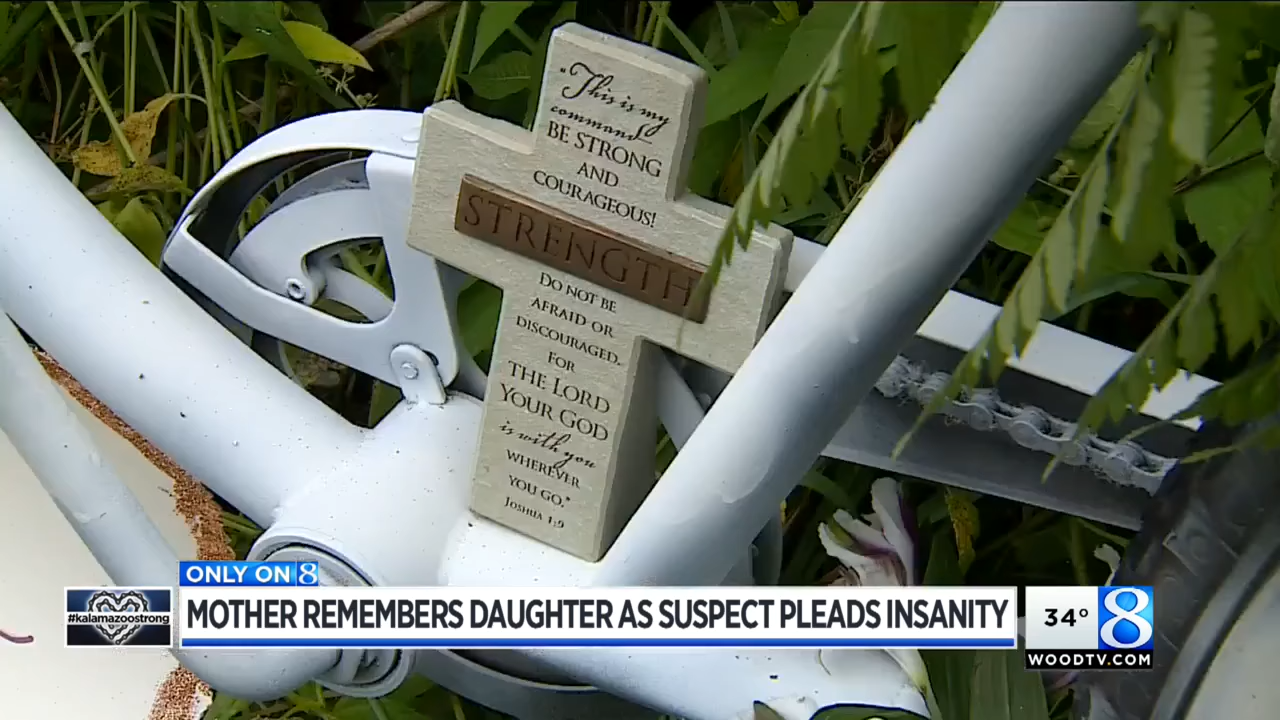 "This is my
command
BE STRONG
AND
COURAGEOUS!
STRENGTH
DO NOT BE
AFRAID OR
DISCOURAGED.
FOR
THE LORD
YOUR GOD
is with you
WHEREVER
YOU GO."
JOSHUA 1:9
ONLY ON 8
#kalamazoostrong
MOTHER REMEMBERS DAUGHTER AS SUSPECT PLEADS INSANITY
34° 8
WOODTV.COM